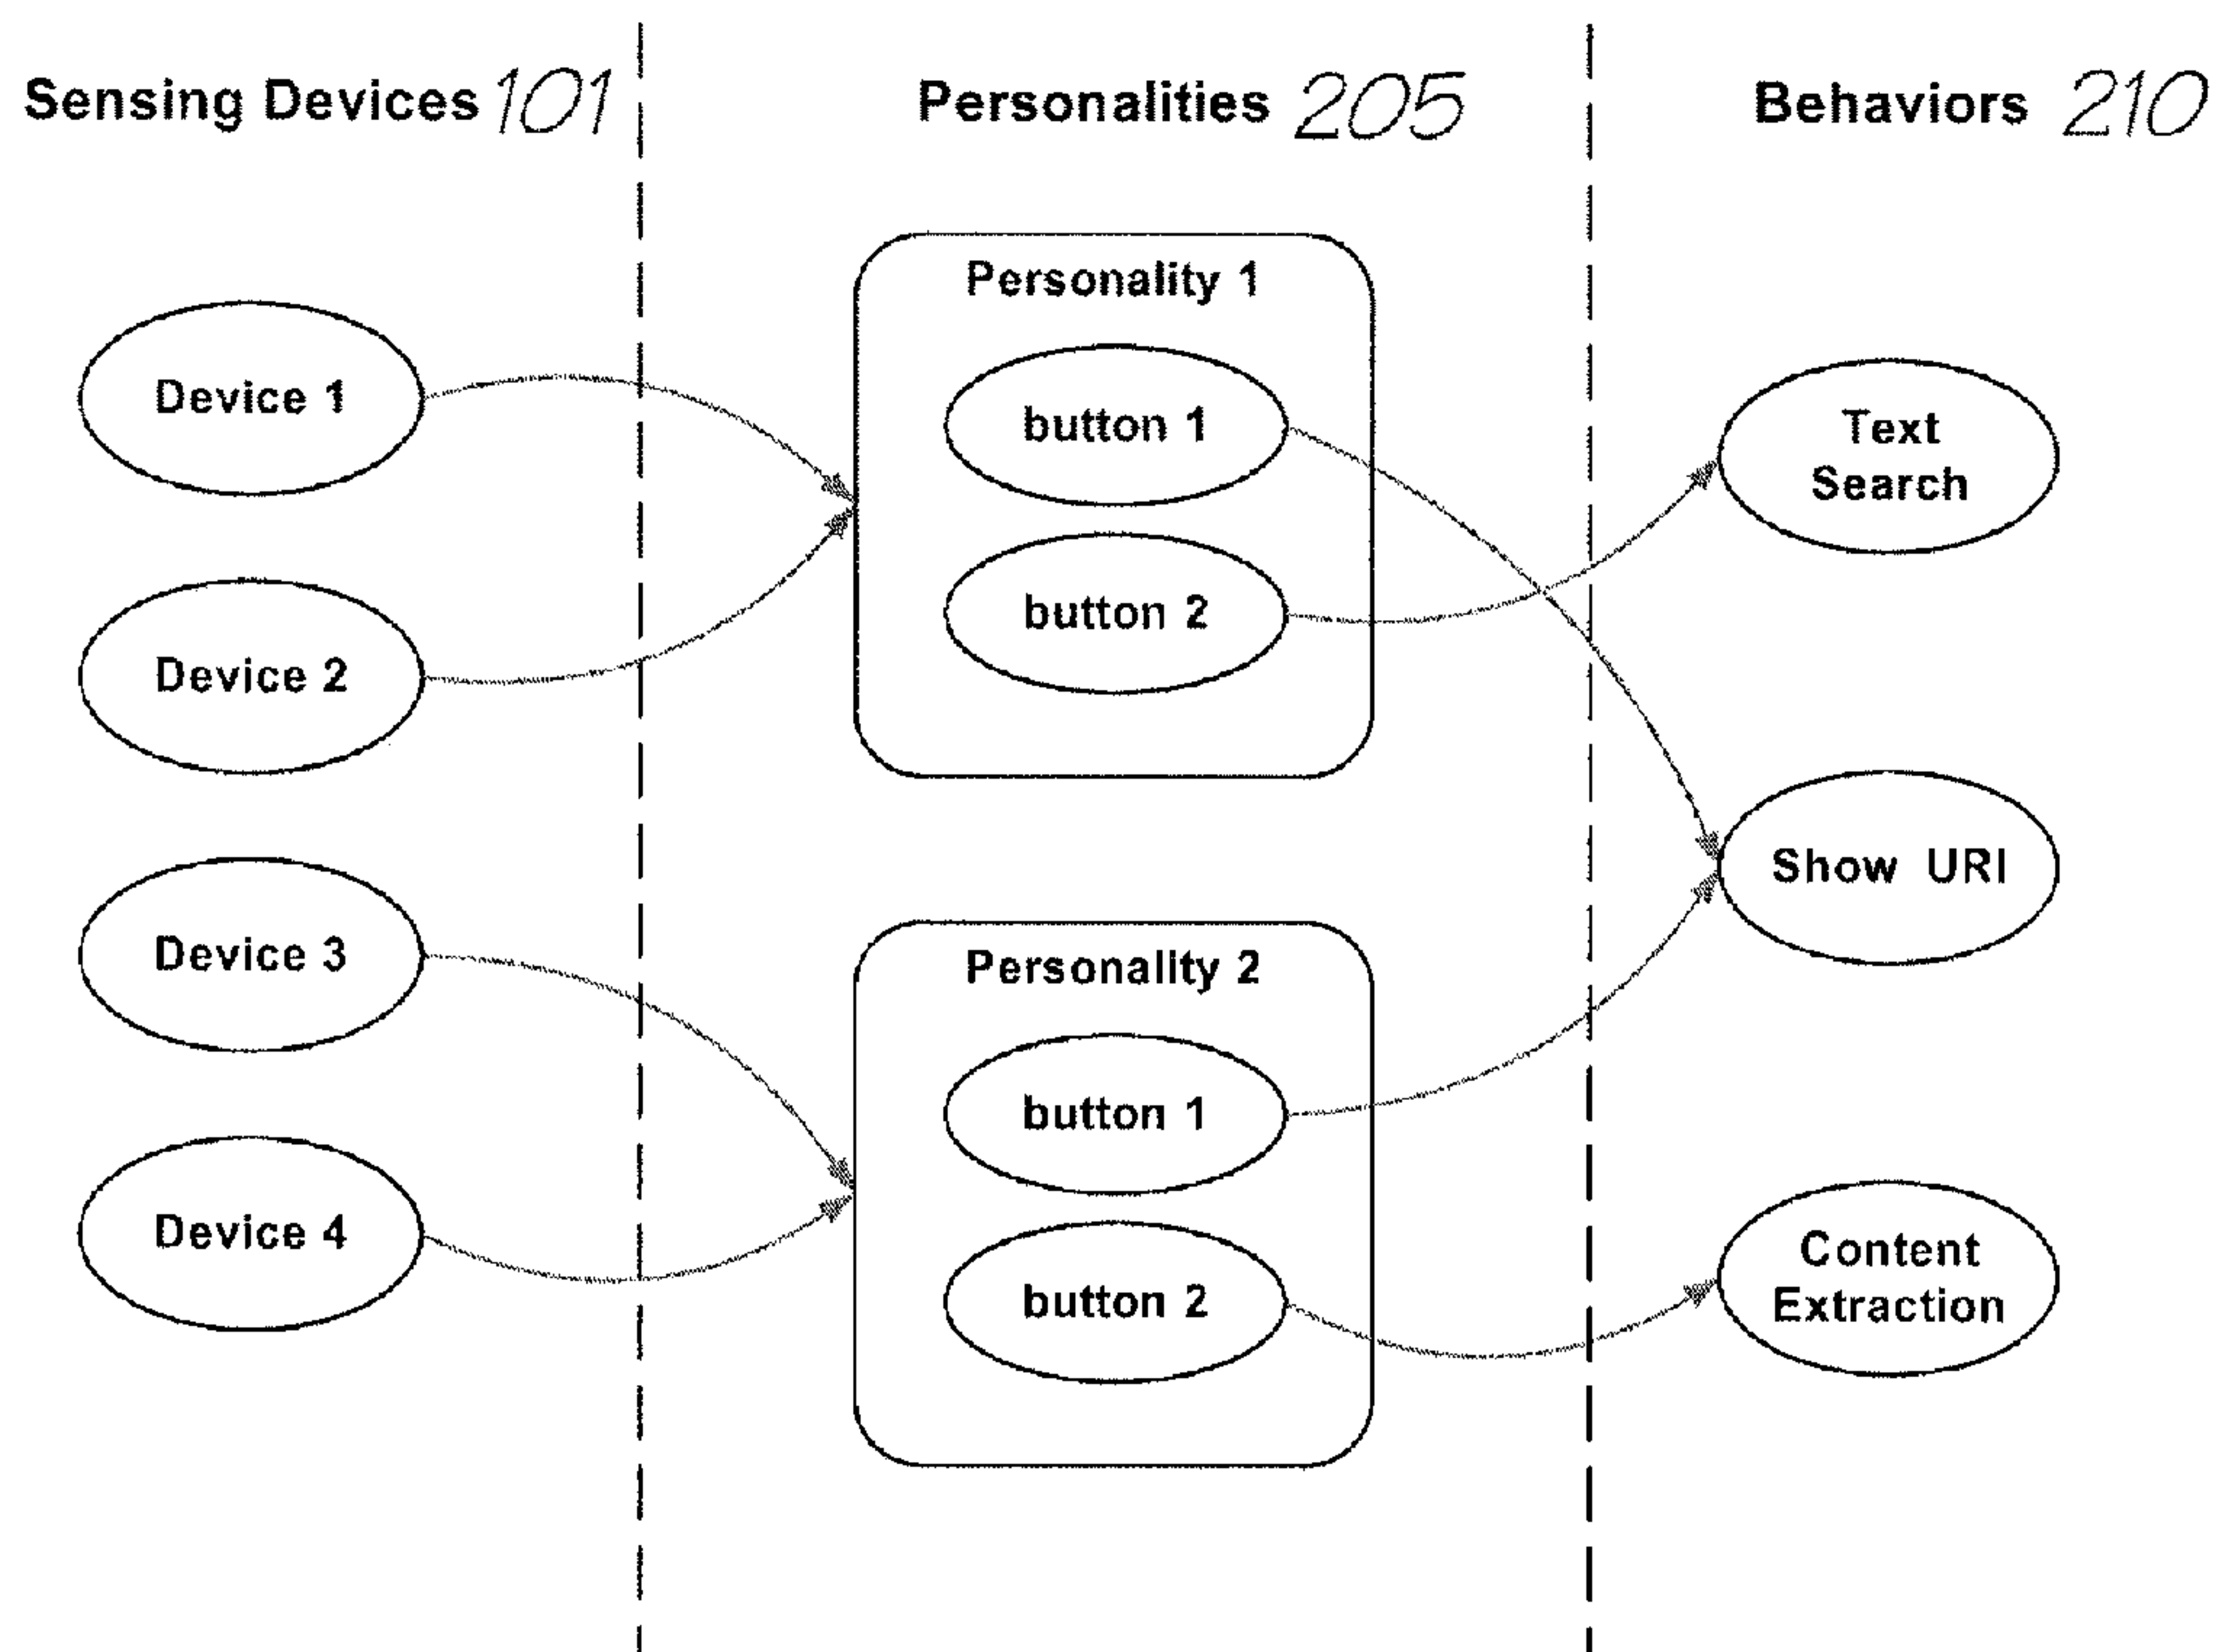 Sensing Devices 101
Personalities 205
Behaviors 210
Device 1
Device 2
Device 3
Device 4
Personality 1
button 1
button 2
Personality 2
button 1
button 2
Text
Search
Show URI
Content
Extraction